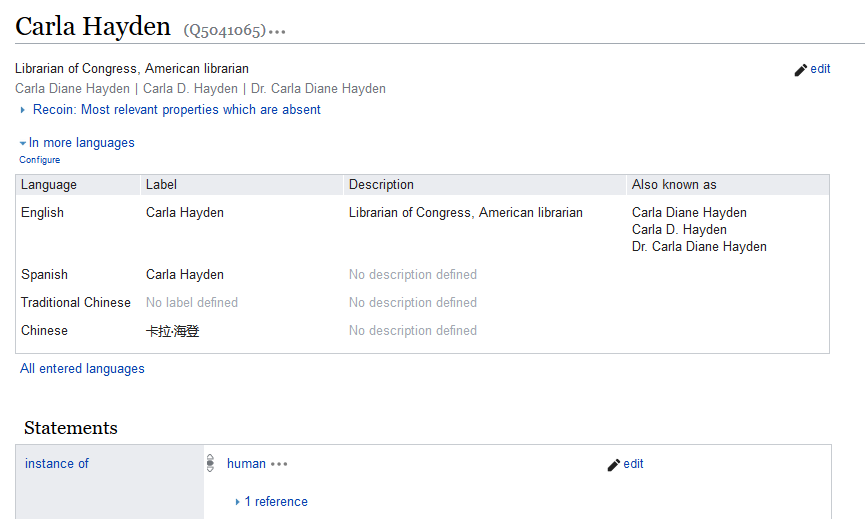 Carla Hayden (Q5041065)•••
Librarian of Congress, American librarian
edit
Carla Diane Hayden | Carla D. Hayden | Dr. Carla Diane Hayden
Recoin: Most relevant properties which are absent
In more languages
Configure
Language Label Description Also known as
English Carla Hayden Librarian of Congress, American librarian Carla Diane Hayden
Carla D. Hayden
Dr. Carla Diane Hayden
Spanish Carla Hayden No description defined
Traditional Chinese No label defined No description defined
Chinese 卡拉·海登 No description defined
All entered languages
Statements
instance of human ••• edit
1 reference